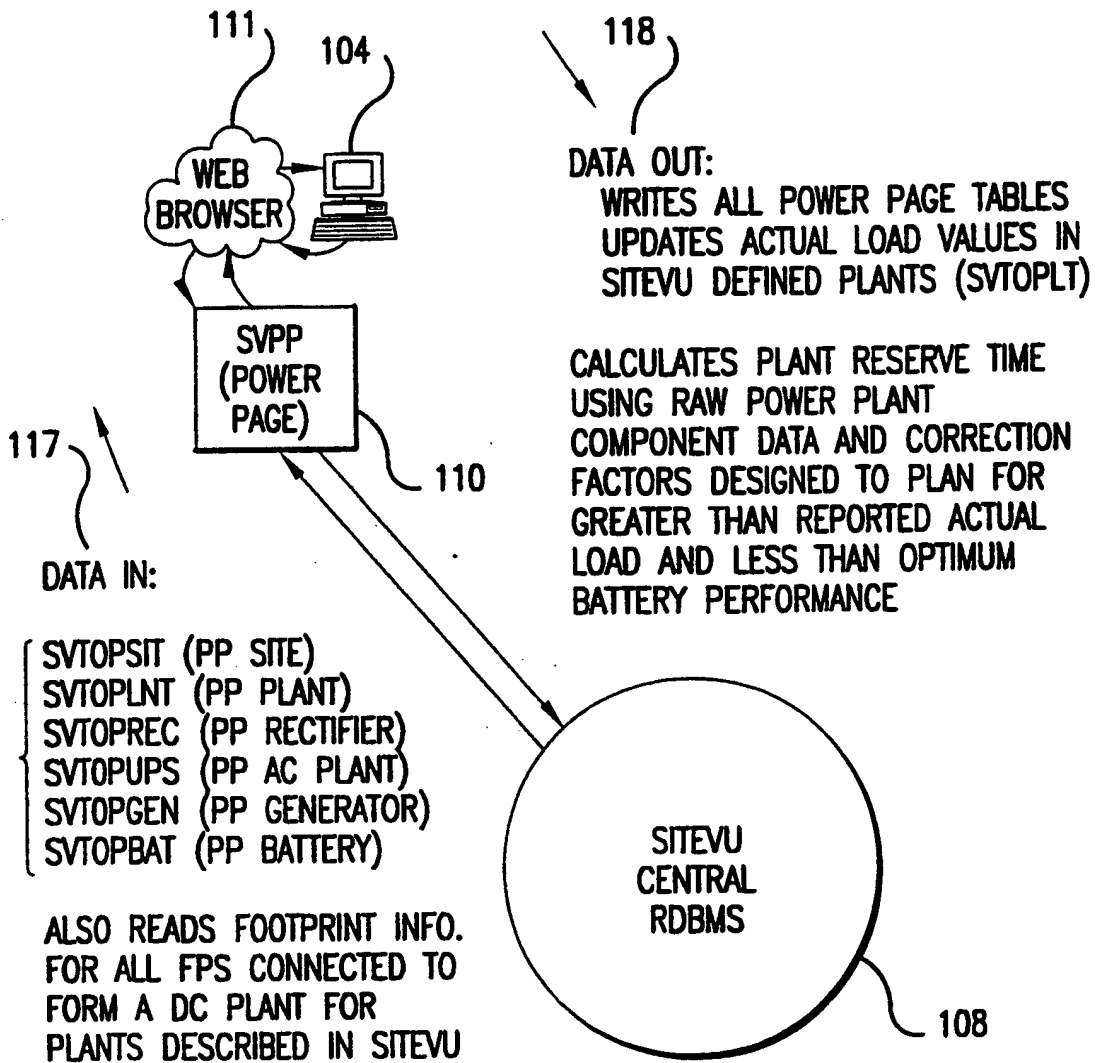 111
104
118
WEB
BROWSER
DATA OUT:
WRITES ALL POWER PAGE TABLES
UPDATES ACTUAL LOAD VALUES IN
SITEVU DEFINED PLANTS (SVTOPLT)
SVPP
(POWER
PAGE)
CALCULATES PLANT RESERVE TIME
USING RAW POWER PLANT
COMPONENT DATA AND CORRECTION
FACTORS DESIGNED TO PLAN FOR
GREATER THAN REPORTED ACTUAL
LOAD AND LESS THAN OPTIMUM
BATTERY PERFORMANCE
117
110
DATA IN:
SVTOPSIT (PP SITE)
SVTOPLNT (PP PLANT)
SVTOPREC (PP RECTIFIER)
SVTOPUPS (PP AC PLANT)
SVTOPGEN (PP GENERATOR)
SVTOPBAT (PP BATTERY)
ALSO READS FOOTPRINT INFO.
FOR ALL FPS CONNECTED TO
FORM A DC PLANT FOR
PLANTS DESCRIBED IN SITEVU
SITEVU
CENTRAL
RDBMS
108